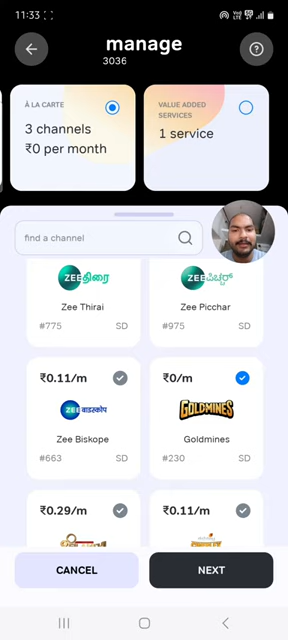 11:33
manage
3036
À LA CARTE
3 channels
₹0 per month
VALUE ADDED
SERVICES
1 service
find a channel
ZEE திரை
Zee Thirai
#775 SD
ZEE ಪಿಚ್ಚರ್
Zee Picchar
#975 SD
₹0.11/m
ZEE बाइस्कोप
Zee Biskope
#663 SD
₹0/m
GOLDMINES
Goldmines
#230 SD
₹0.29/m
₹0.11/m
CANCEL
NEXT